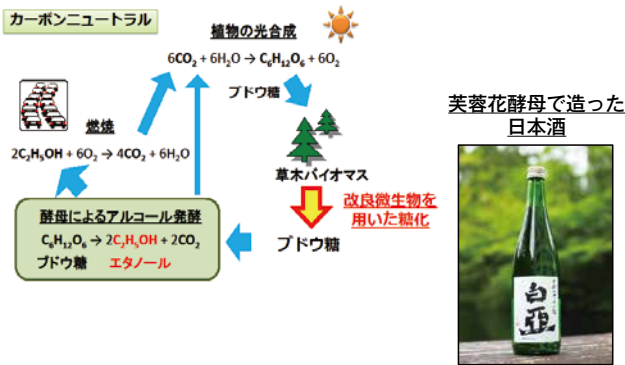 カーボンニュートラル
植物の光合成
6CO₂ + 6H₂O → C₆H₁₂O₆ + 6O₂
ブドウ糖
燃焼
2C₂H₅OH + 6O₂ → 4CO₂ + 6H₂O
草木バイオマス
改良微生物を
用いた糖化
ブドウ糖
酵母によるアルコール発酵
C₆H₁₂O₆ → 2C₂H₅OH + 2CO₂
ブドウ糖 エタノール
芙蓉花酵母で造った
日本酒
白亜